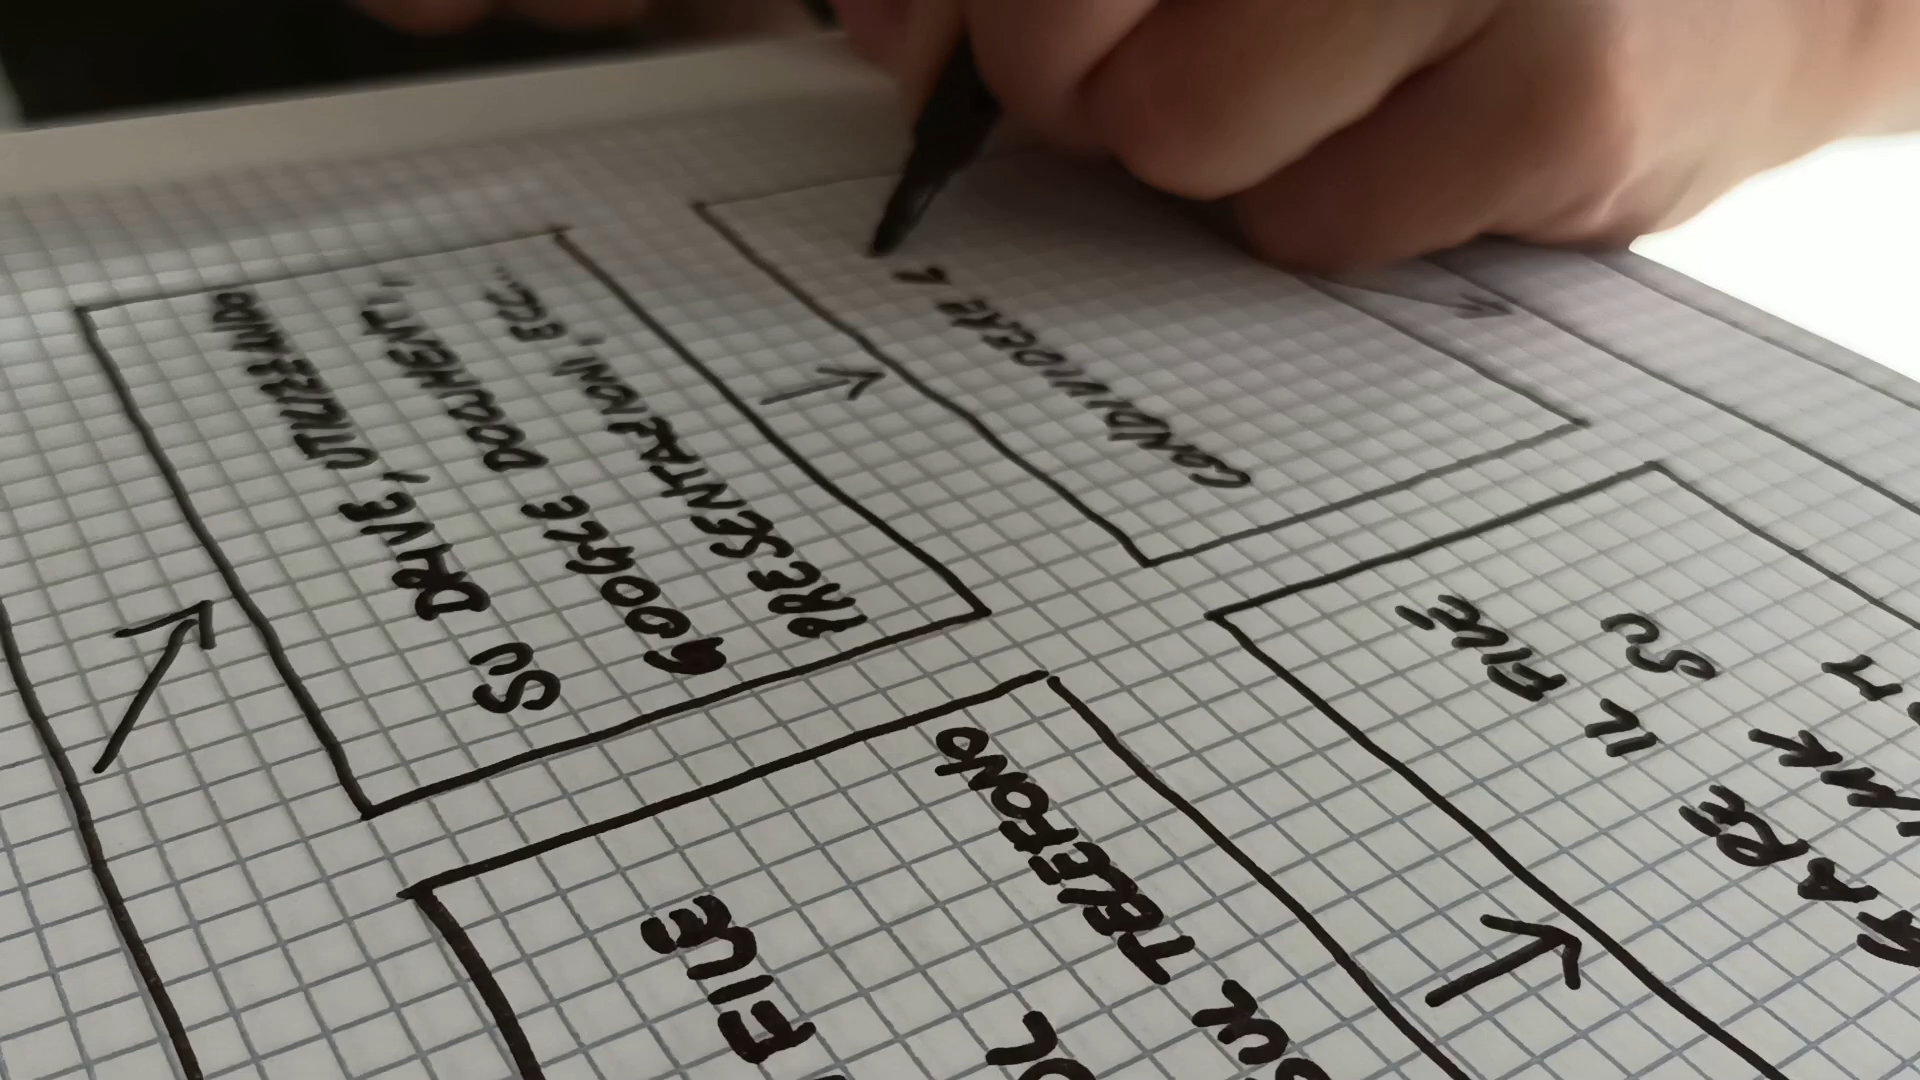 SU DRIVE, UTILIZZANDO
GOOGLE DOCUMENTI,
PRESENTAZIONI, ECC...
CONDIVIDERE L
FILE
SUL TELEFONO
IL FILE
SU